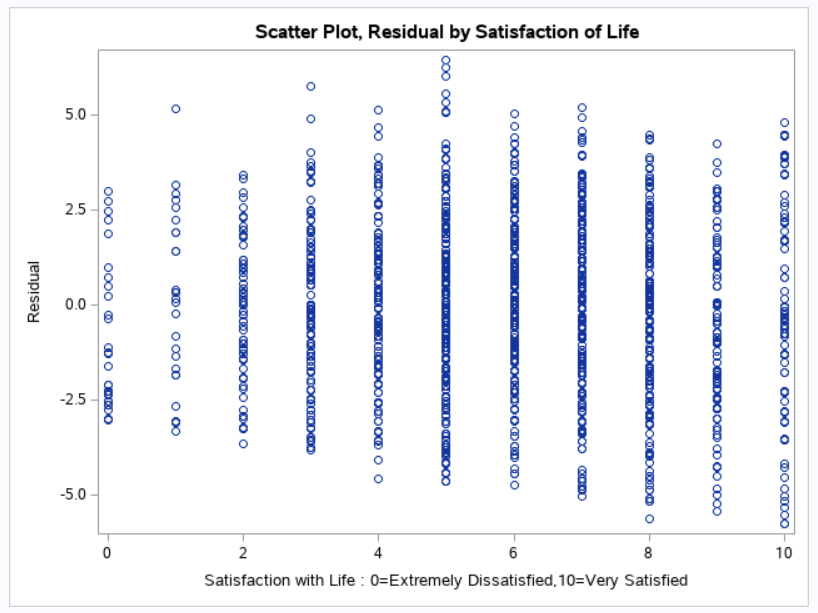 Scatter Plot, Residual by Satisfaction of Life
5.0
2.5
0.0
-2.5
-5.0
Residual
0 2 4 6 8 10
Satisfaction with Life : 0=Extremely Dissatisfied,10=Very Satisfied